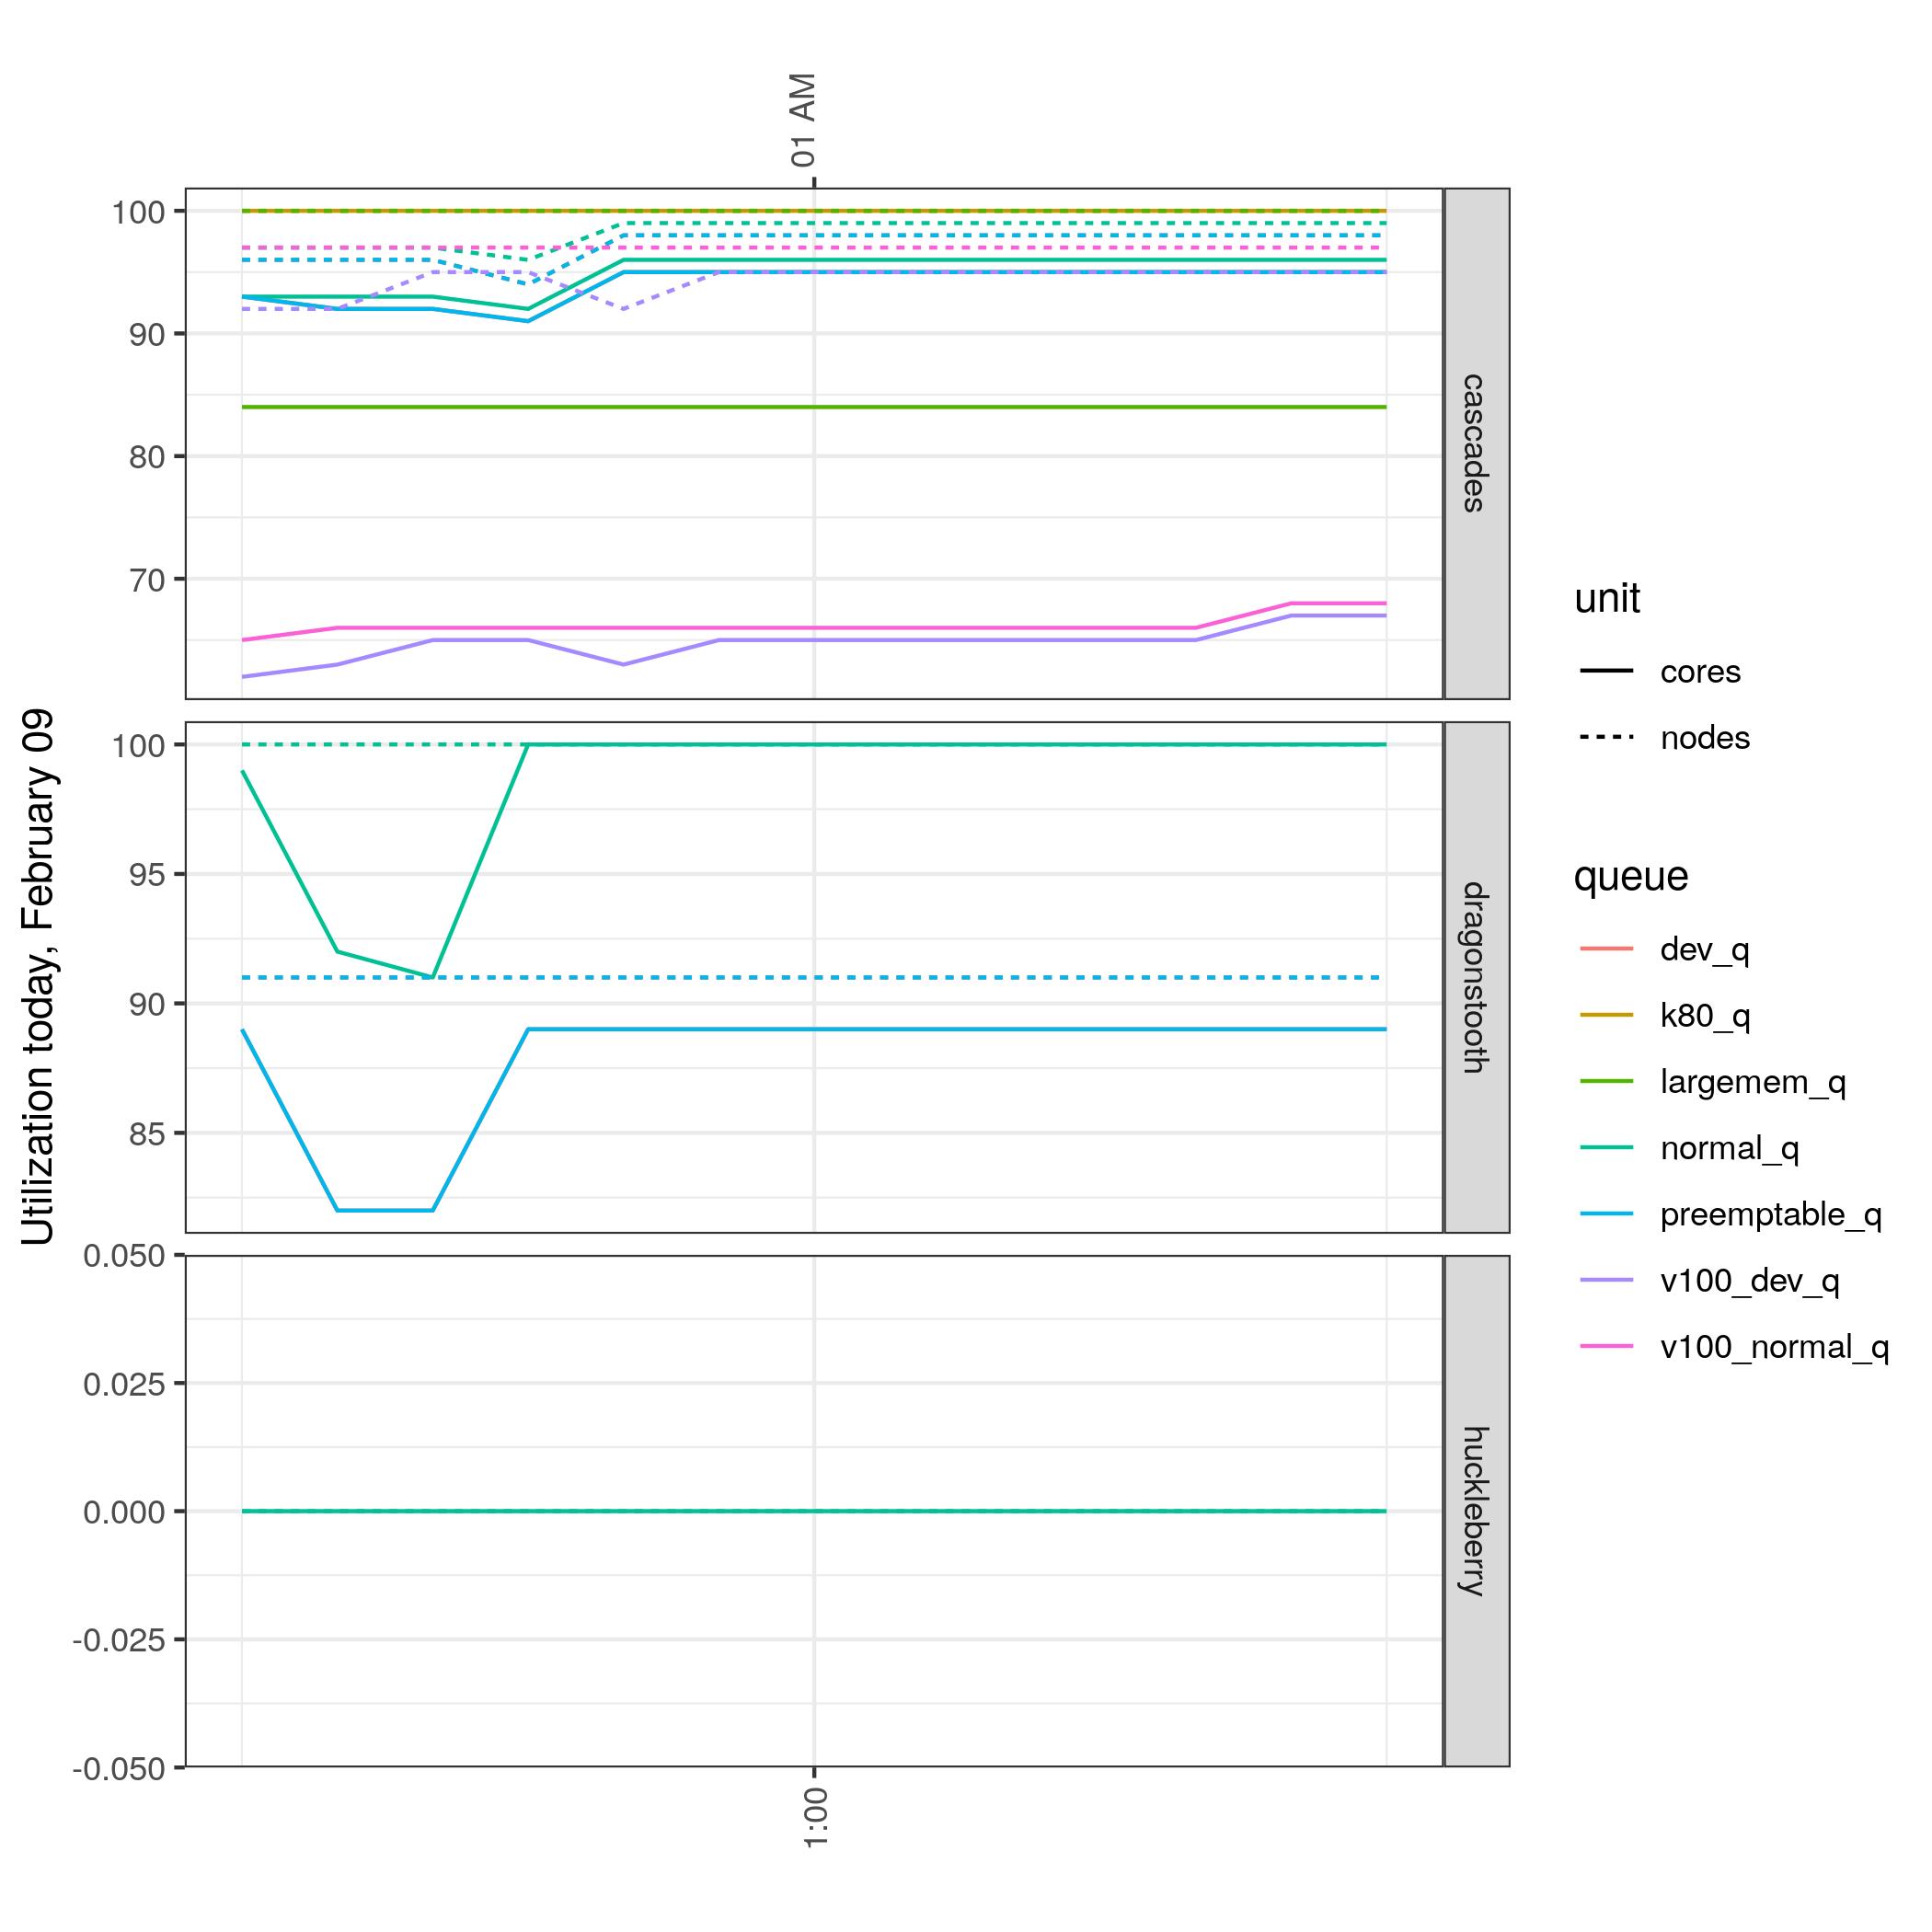 01 AM
Utilization today, February 09
100
90
80
70
cascades
100
95
90
85
dragonstooth
0.050
0.025
0.000
-0.025
-0.050
huckleberry
1:00
unit
cores
nodes
queue
dev_q
k80_q
largemem_q
normal_q
preemptable_q
v100_dev_q
v100_normal_q